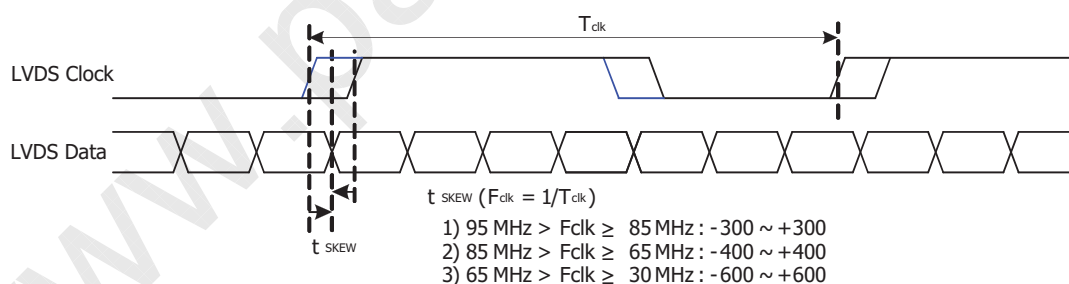 Tclk
LVDS Clock
LVDS Data
t SKEW (Fclk = 1/Tclk)
1) 95 MHz > Fclk ≥ 85 MHz : -300 ~ +300
t SKEW
2) 85 MHz > Fclk ≥ 65 MHz : -400 ~ +400
3) 65 MHz > Fclk ≥ 30 MHz : -600 ~ +600